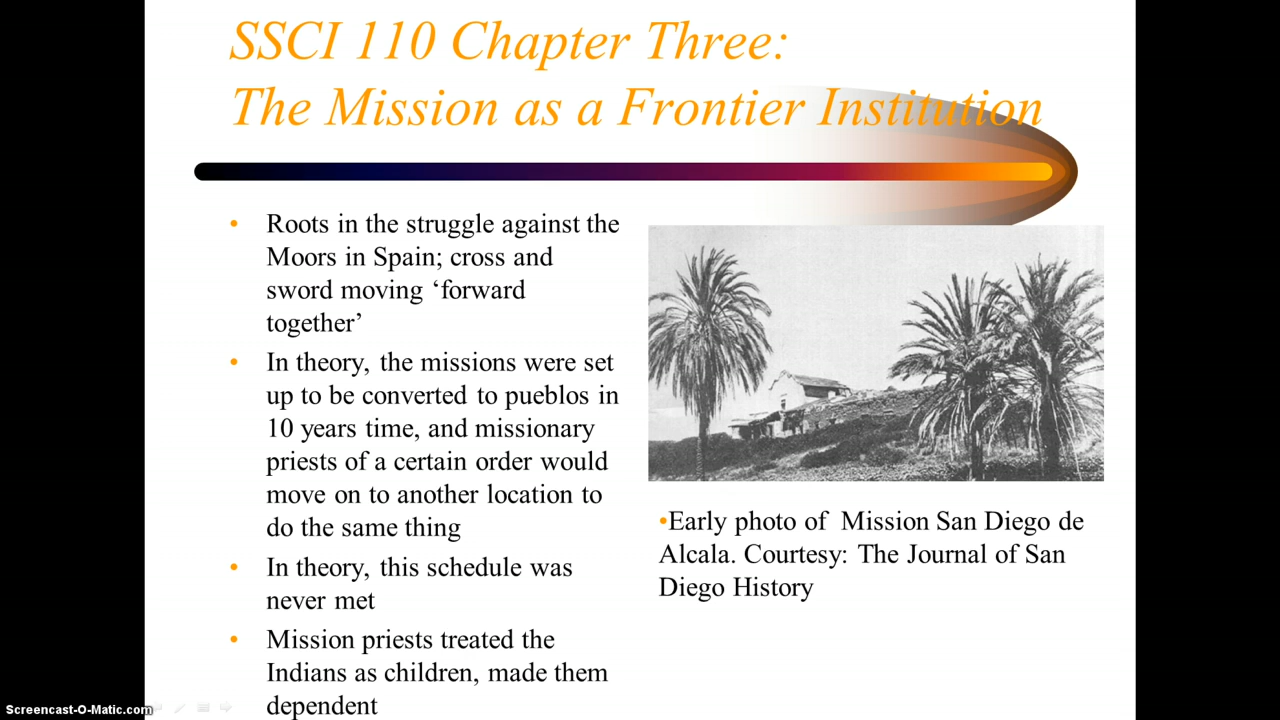 SSCI 110 Chapter Three:
The Mission as a Frontier Institution
• Roots in the struggle against the
Moors in Spain; cross and
sword moving ‘forward
together’
• In theory, the missions were set
up to be converted to pueblos in
10 years time, and missionary
priests of a certain order would
move on to another location to
do the same thing
• In theory, this schedule was
never met
• Mission priests treated the
Indians as children, made them
dependent
•Early photo of Mission San Diego de
Alcala. Courtesy: The Journal of San
Diego History
Screencast-O-Matic.com